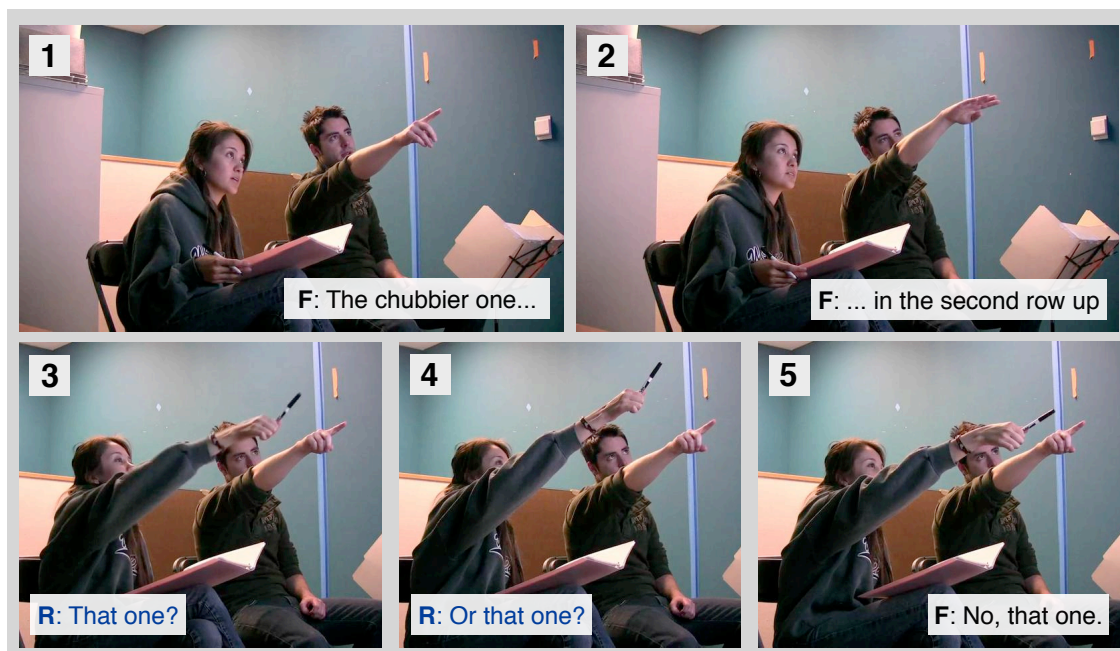 1
F: The chubbier one...
2
F: ... in the second row up
3
R: That one?
4
R: Or that one?
5
F: No, that one.